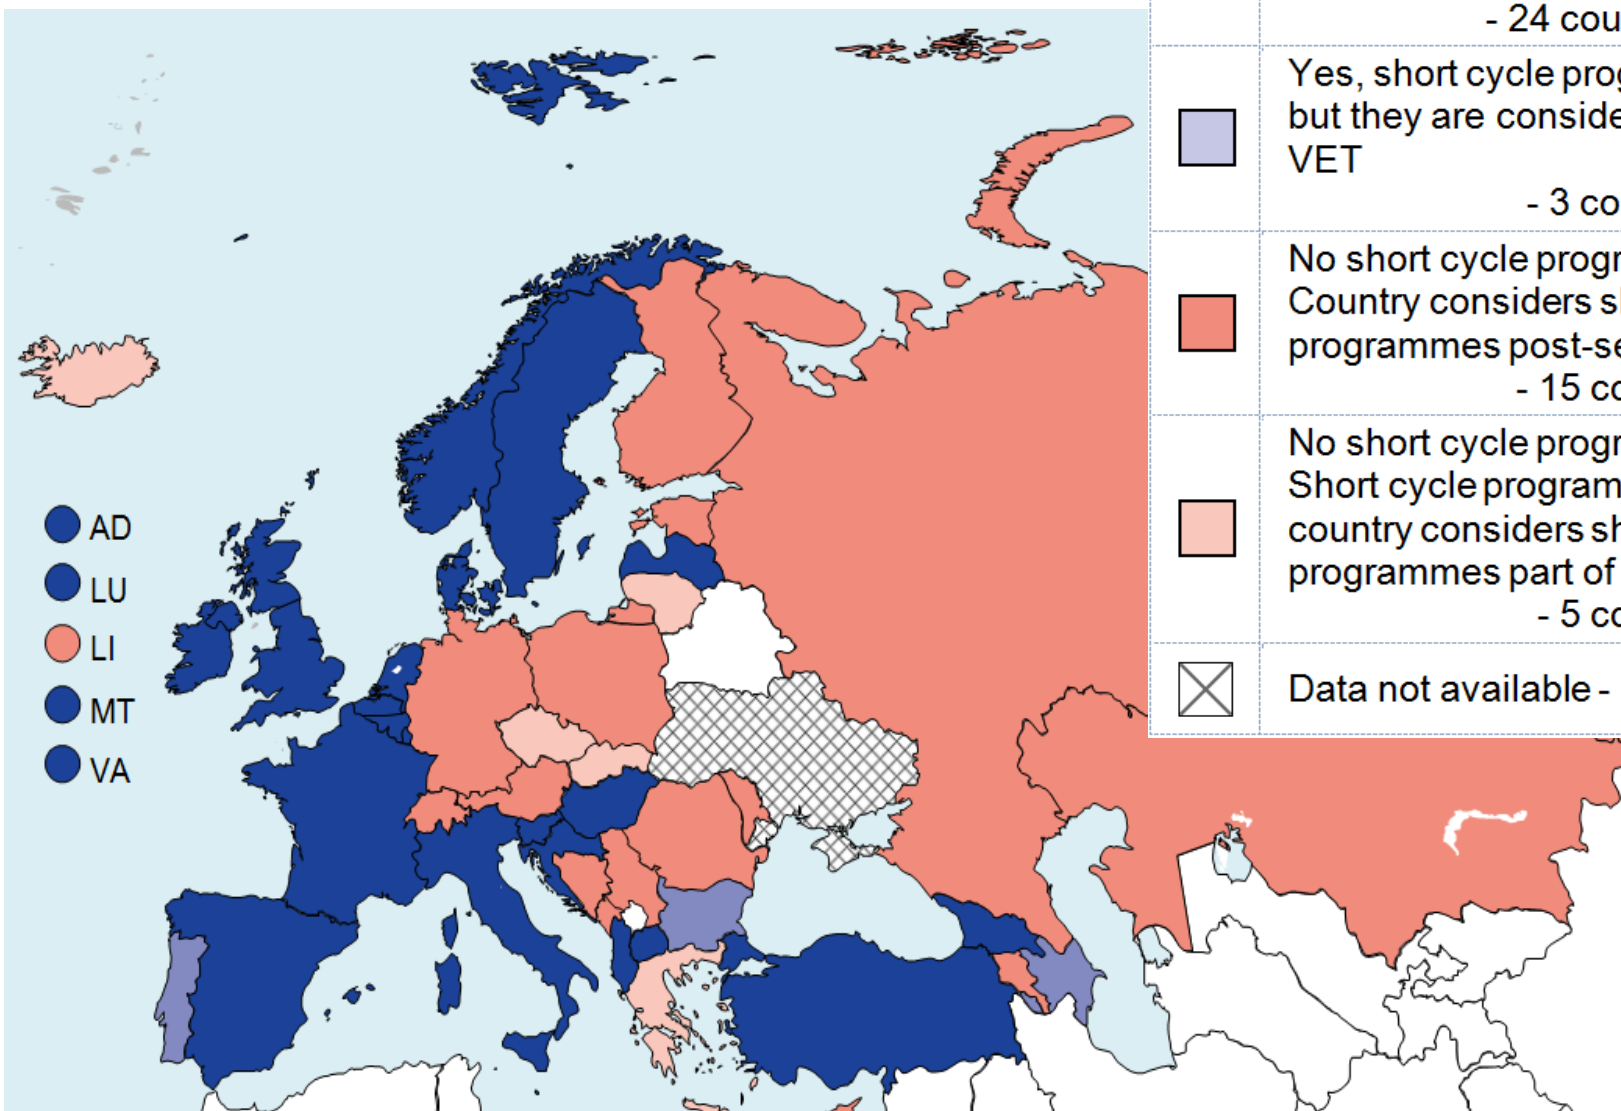 - 24 cou
Yes, short cycle prog
but they are conside
VET
- 3 co
No short cycle progr
Country considers sh
programmes post-se
- 15 co
No short cycle progr
Short cycle program
country considers sh
programmes part of
- 5 co
Data not available -
AD
LU
LI
MT
VA